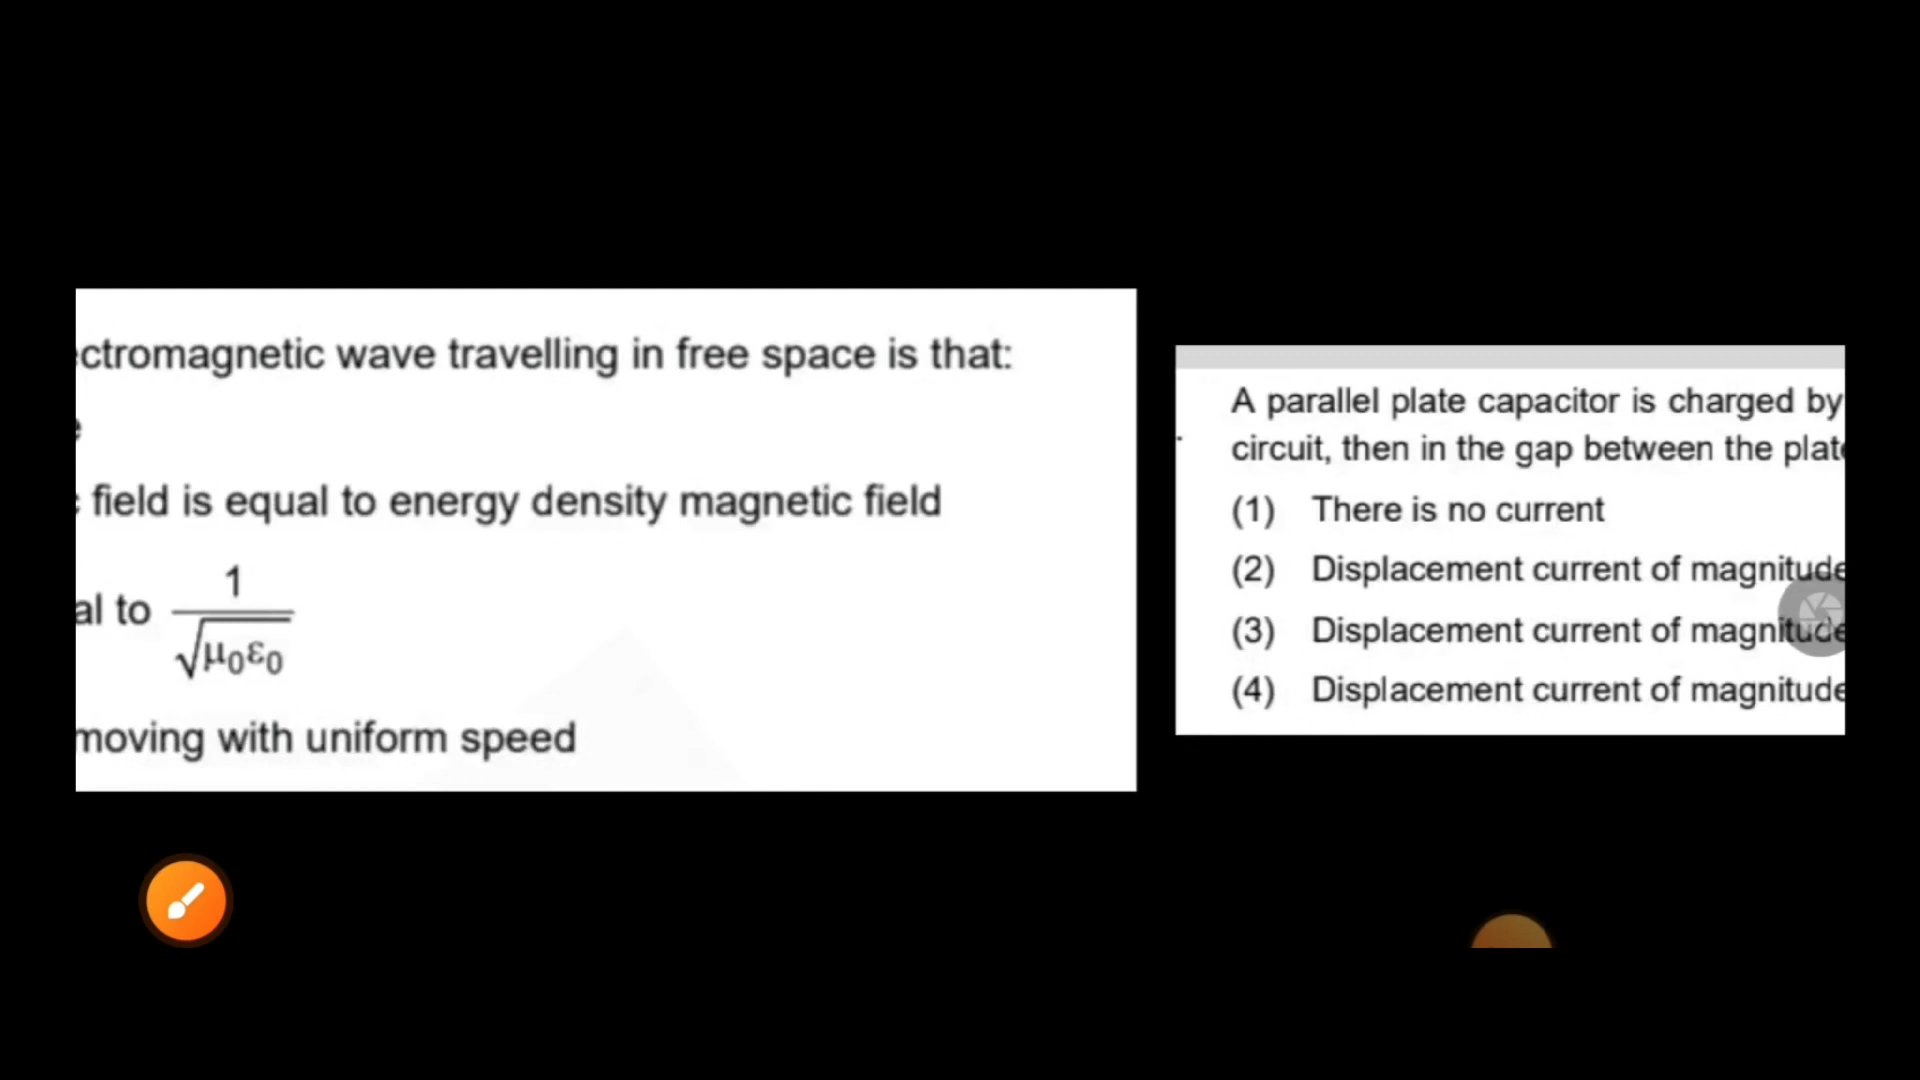 ctromagnetic wave travelling in free space is that:
field is equal to energy density magnetic field
al to 1/√μ₀ε₀
moving with uniform speed
A parallel plate capacitor is charged by
circuit, then in the gap between the plat
(1) There is no current
(2) Displacement current of magnitude
(3) Displacement current of magnitude
(4) Displacement current of magnitude